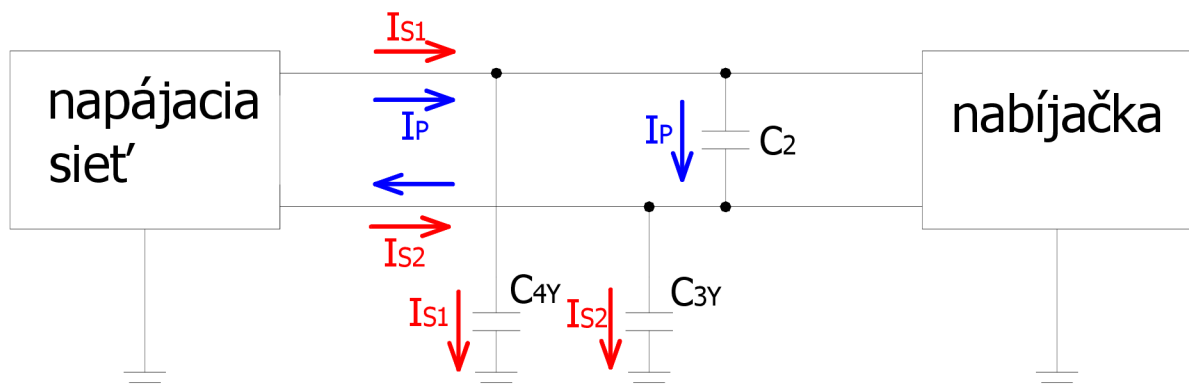 IS1
napájacia
sieť
IP
IP
C2
nabíjačka
IS2
IS1
C4Y
IS2
C3Y